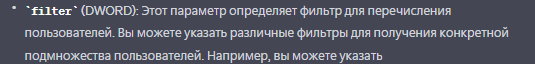 • `filter` (DWORD): Этот параметр определяет фильтр для перечисления
пользователей. Вы можете указать различные фильтры для получения конкретной
подмножества пользователей. Например, вы можете указать